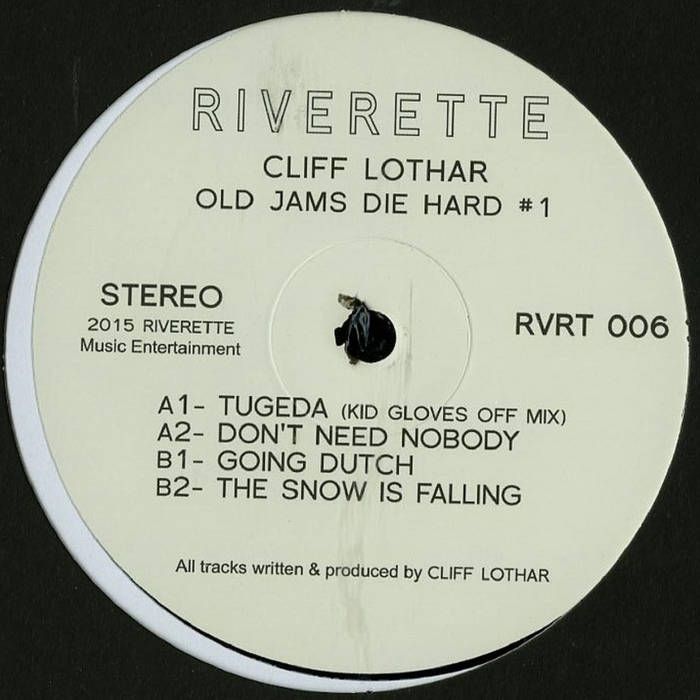 RIVERETTE
CLIFF LOTHAR
OLD JAMS DIE HARD #1
STEREO
2015 RIVERETTE
Music Entertainment
RVRT 006
A1- TUGEDA (KID GLOVES OFF MIX)
A2- DON'T NEED NOBODY
B1- GOING DUTCH
B2- THE SNOW IS FALLING
All tracks written & produced by CLIFF LOTHAR